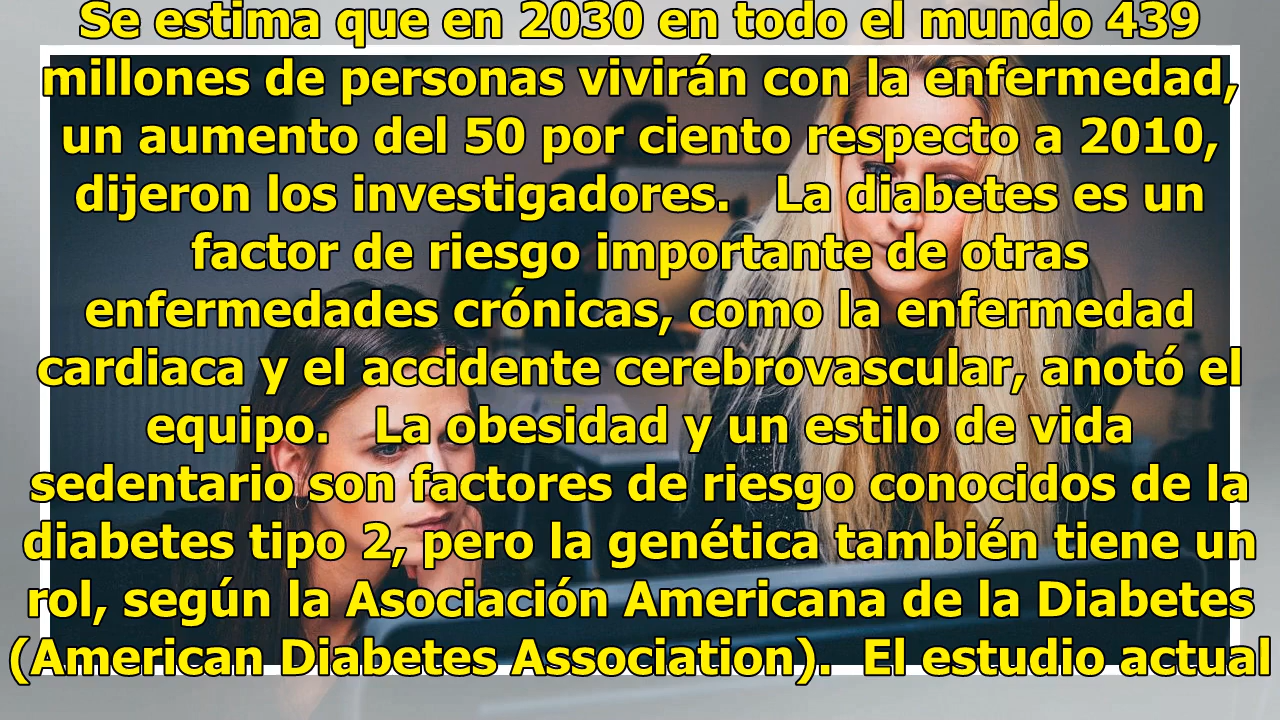 Se estima que en 2030 en todo el mundo 439
millones de personas vivirán con la enfermedad,
un aumento del 50 por ciento respecto a 2010,
dijeron los investigadores.   La diabetes es un
factor de riesgo importante de otras
enfermedades crónicas, como la enfermedad
cardiaca y el accidente cerebrovascular, anotó el
equipo.   La obesidad y un estilo de vida
sedentario son factores de riesgo conocidos de la
diabetes tipo 2, pero la genética también tiene un
rol, según la Asociación Americana de la Diabetes
(American Diabetes Association).  El estudio actual